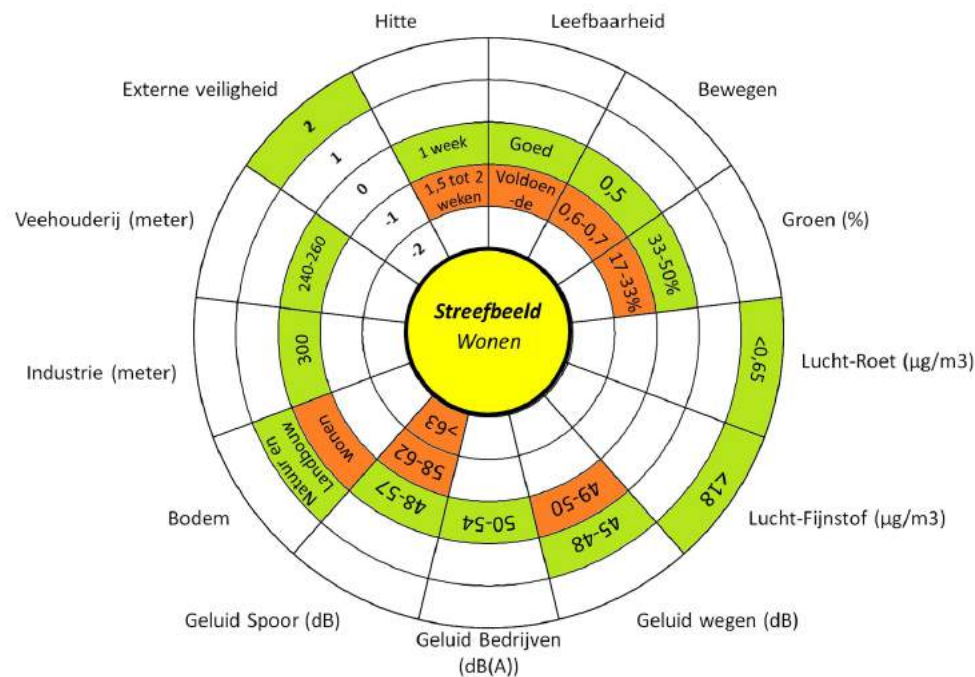 Hitte
Leefbaarheid
Externe veiligheid
Bewegen
2
1
0
-1
-2
1 week
Goed
1,5 tot 2
weken
Voldoen
-de
0,5
0,6-0,7
Veehouderij (meter)
Groen (%)
240-260
33-50%
17-33%
Streefbeeld
Wonen
Industrie (meter)
300
<0,65
Lucht-Roet (µg/m3)
wonen
Natuur en
Landbouw
>63
58-62
48-57
50-54
49-50
45-48
<18
Bodem
Lucht-Fijnstof (µg/m3)
Geluid Spoor (dB)
Geluid Bedrijven
(dB(A))
Geluid wegen (dB)